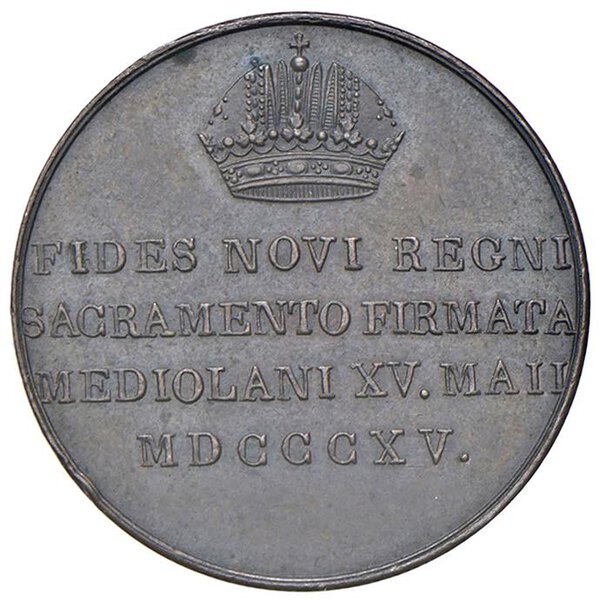 FIDES NOVI REGNI
SACRAMENTO FIRMATA
MEDIOLANI XV. MAII
MDCCCXV.